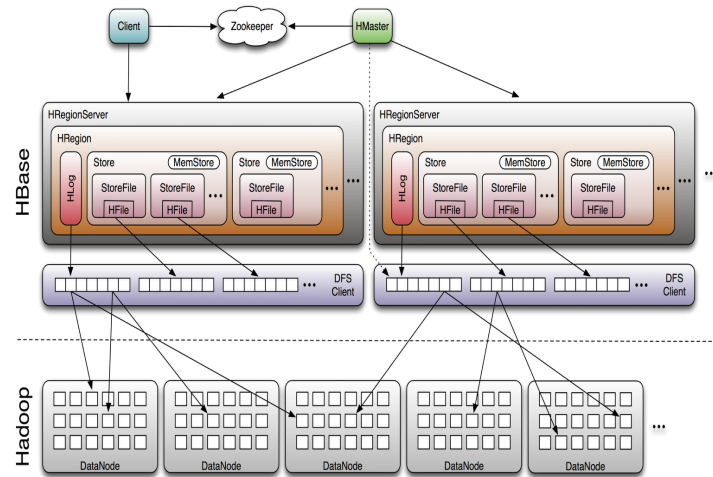 Client
Zookeeper
HMaster
HBase
HRegionServer
HRegion
HLog
Store
MemStore
StoreFile
HFile
StoreFile
HFile
...
Store
MemStore
StoreFile
...
...
HRegionServer
HRegion
HLog
Store
MemStore
StoreFile
HFile
StoreFile
HFile
...
Store
MemStore
StoreFile
HFile
...
...
...
...
DFS
Client
...
DFS
Client
Hadoop
DataNode
DataNode
DataNode
DataNode
DataNode
...